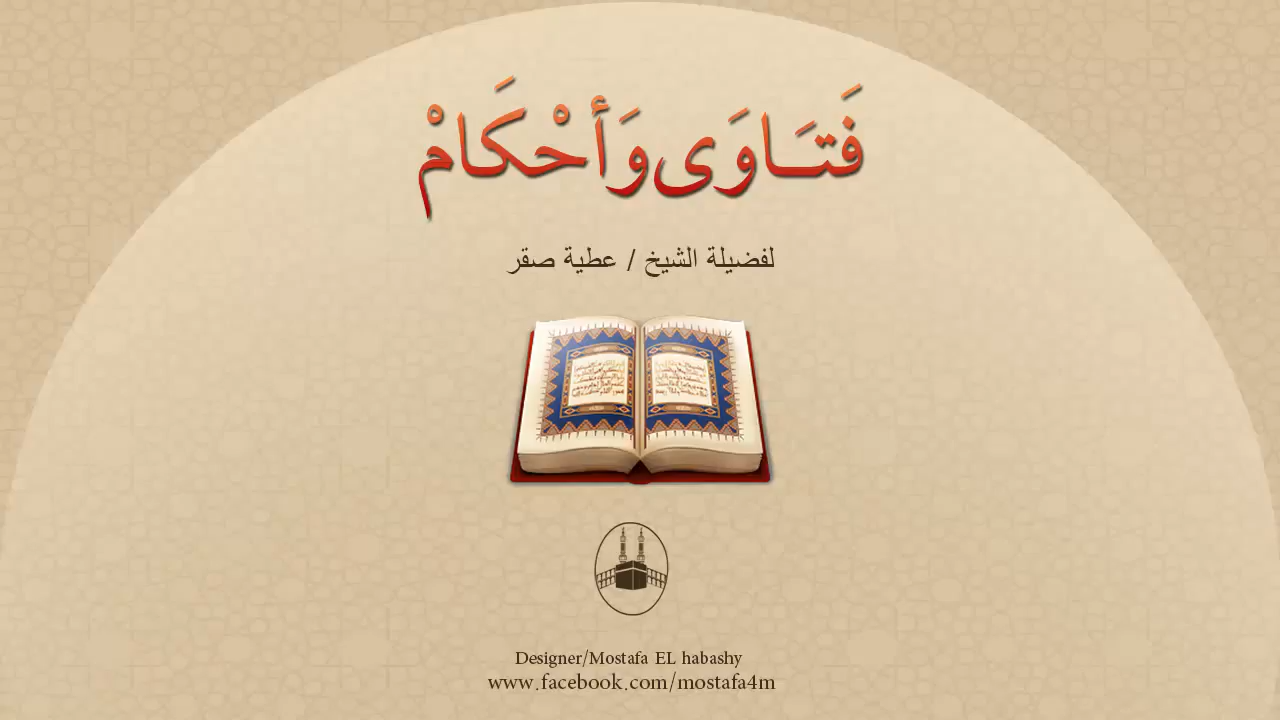 فَتَاوَى وَأَحْكَامْ
لفضيلة الشيخ / عطية صقر
Designer/Mostafa EL habashy
www.facebook.com/mostafa4m